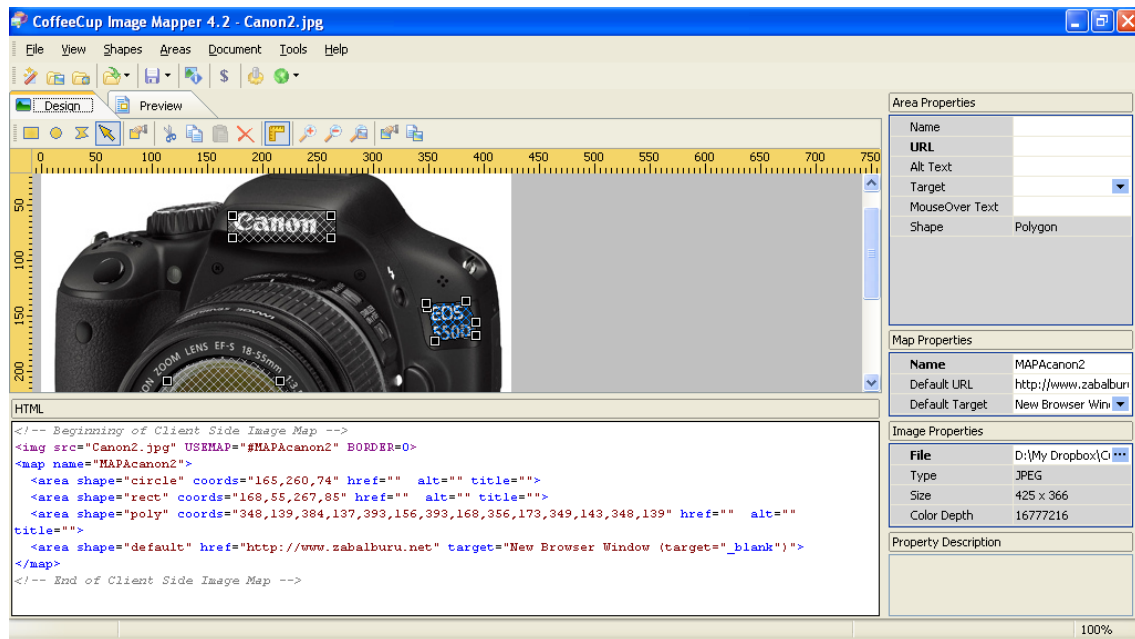 CoffeeCup Image Mapper 4.2 - Canon2.jpg
File View Shapes Areas Document Tools Help
$
Design Preview
0 50 100 150 200 250 300 350 400 450 500 550 600 650 700 750
50
100
150
200
Canon
EOS
550D
ZOOM LENS EF-S 18-55mm
HTML
<!-- Beginning of Client Side Image Map -->
<img src="Canon2.jpg" USEMAP="#MAPAcanon2" BORDER=0>
<map name="MAPAcanon2">
<area shape="circle" coords="165,260,74" href="" alt="" title="">
<area shape="rect" coords="168,55,267,85" href="" alt="" title="">
<area shape="poly" coords="348,139,384,137,393,156,393,168,356,173,349,143,348,139" href="" alt=""
title="">
<area shape="default" href="http://www.zabalburu.net" target="New Browser Window (target="_blank")">
</map>
<!-- End of Client Side Image Map -->
Area Properties
Name
URL
Alt Text
Target
MouseOver Text
Shape Polygon
Map Properties
Name MAPAcanon2
Default URL http://www.zabalburu
Default Target New Browser Win
Image Properties
File D:\My Dropbox\C
Type JPEG
Size 425 x 366
Color Depth 16777216
Property Description
100%